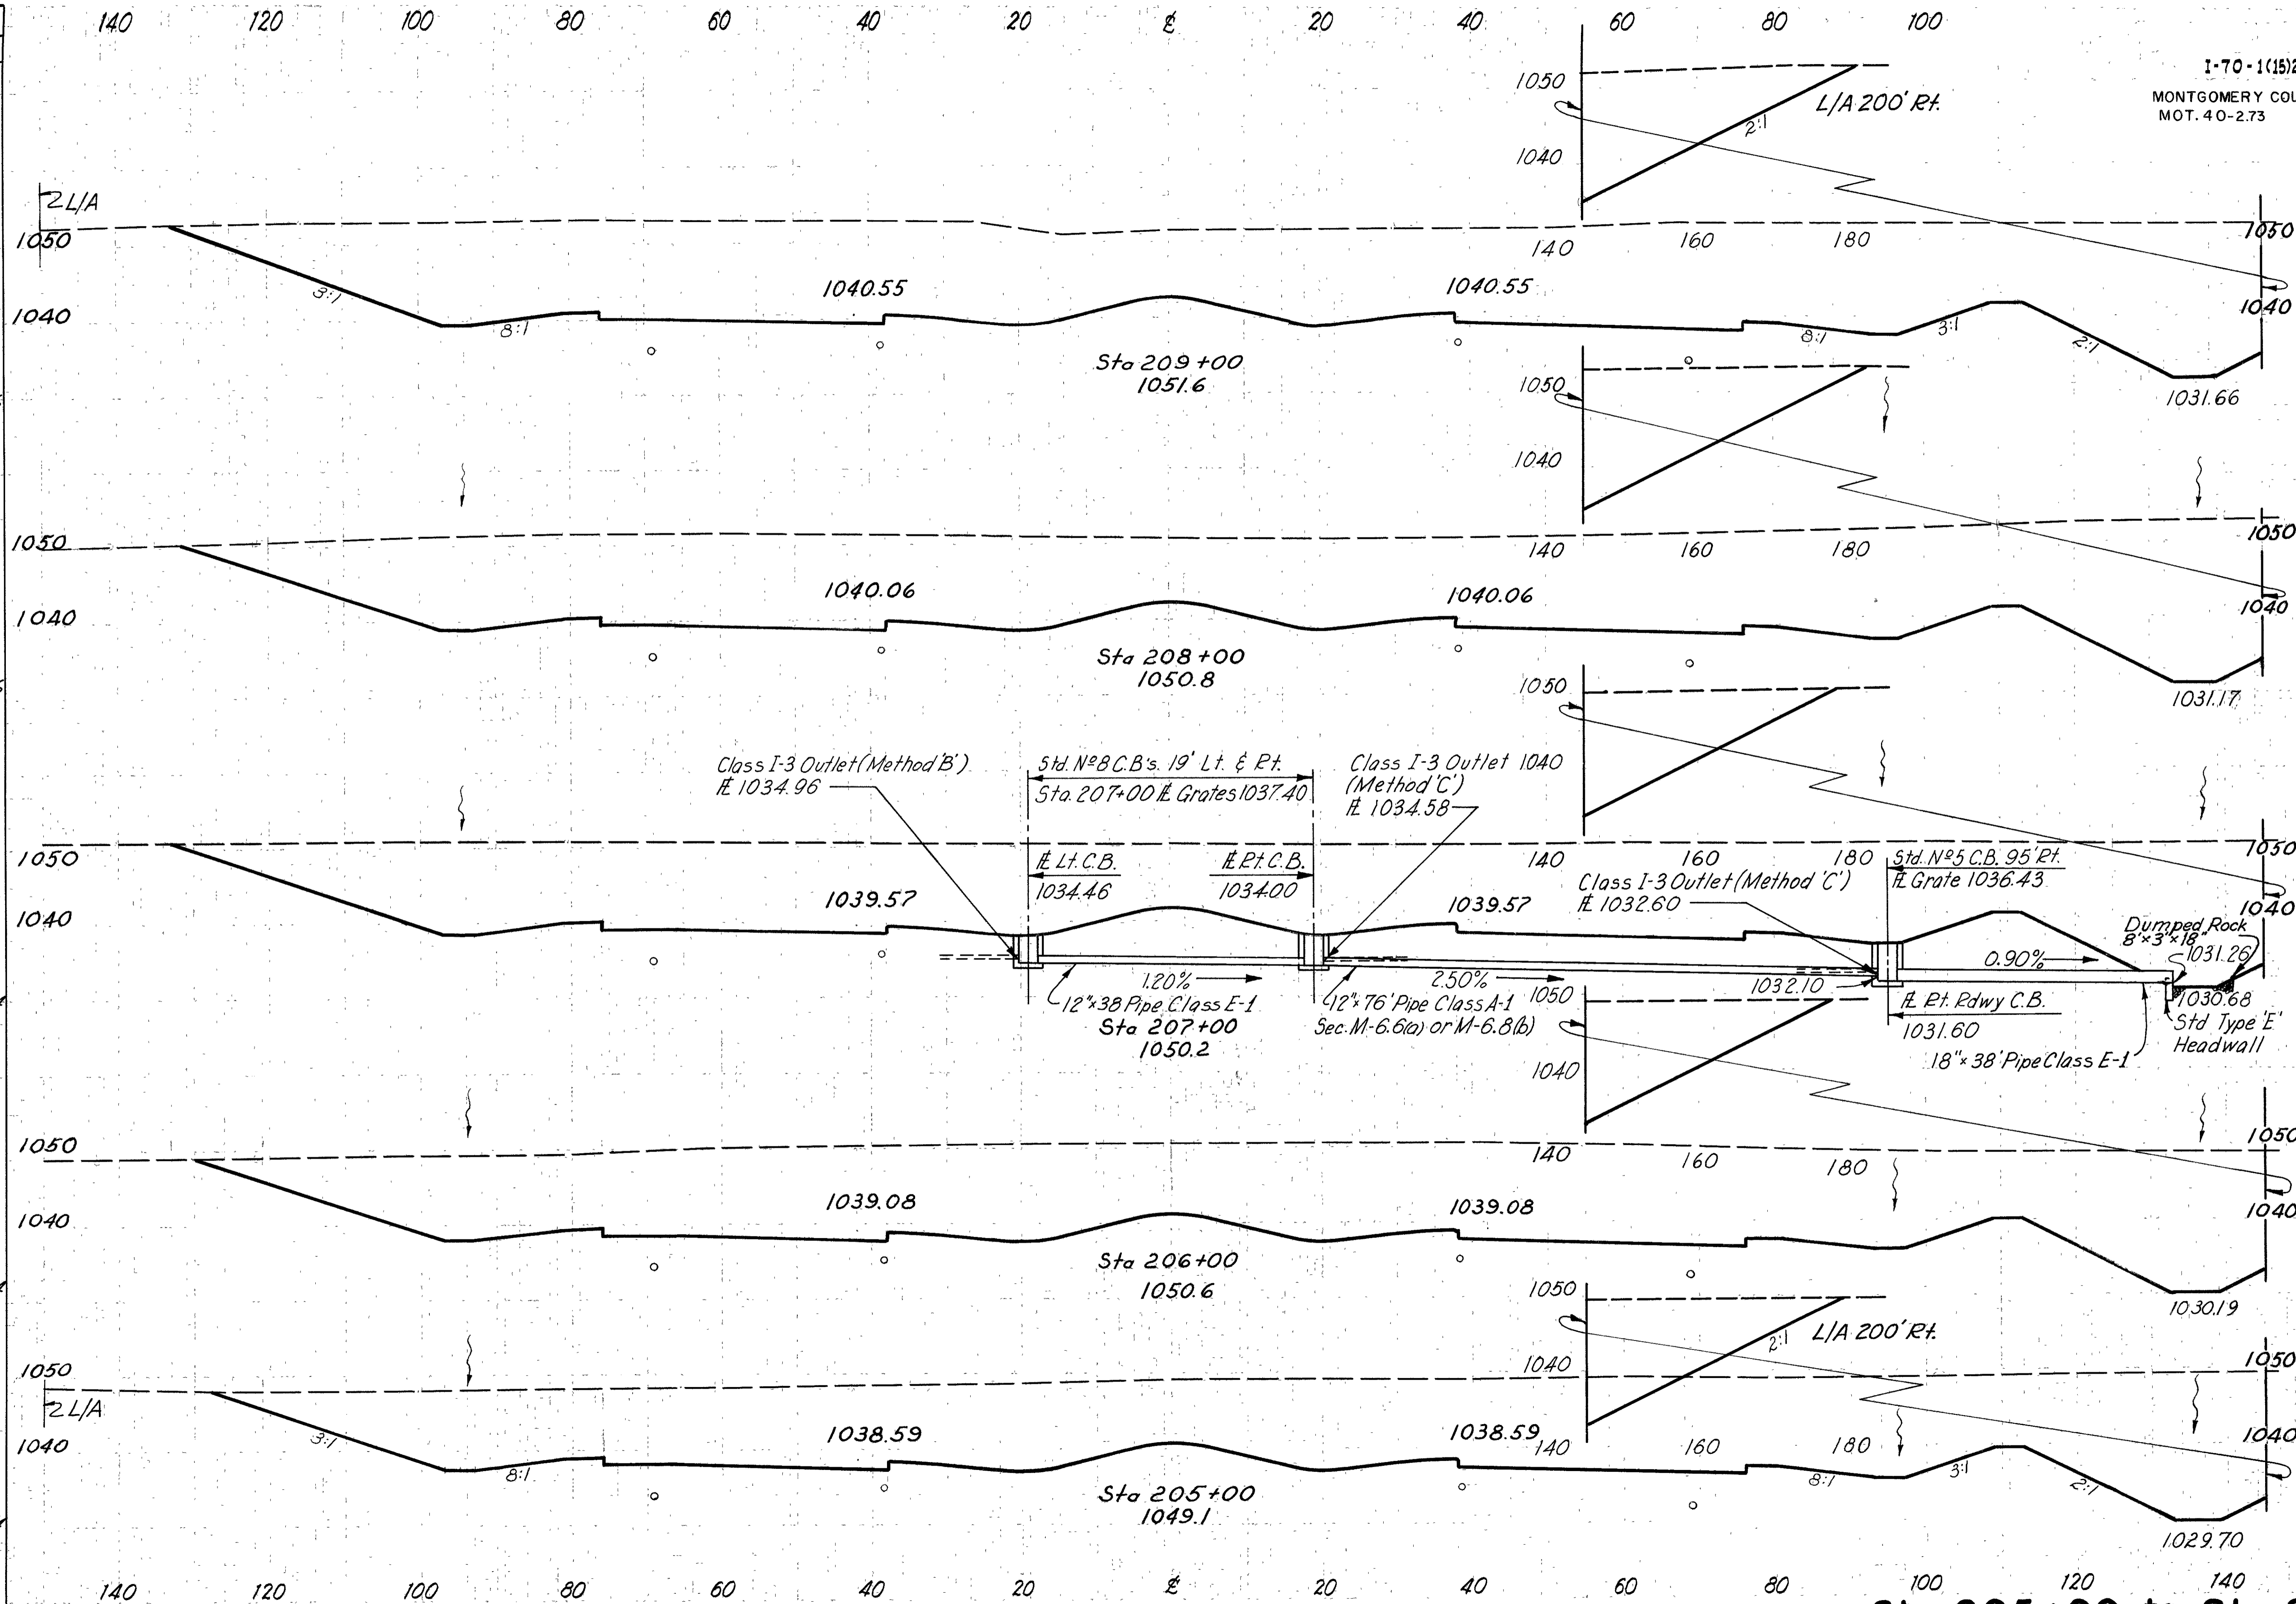 140 120 100 80 60 40 20 ℄ 20 40 60 80 100
I-70-1(15)2
MONTGOMERY COU
MOT. 40-2.73
1050
L/A 200' Rt.
2:1
1040
L/A
1050
140 160 180
1050
3:1
1040.55
1040.55
1040
8:1
8:1
3:1
2:1
1040
Sta 209+00
1051.6
1031.66
1050
1040
1050
140 160 180
1050
1040.06
1040.06
1040
1040
Sta 208+00
1050.8
1031.17
1050
1040
Class I-3 Outlet (Method 'B')
1034.96
Std. Nº8 C.B's. 19' Lt. & Rt.
Sta. 207+00 Grates 1037.40
Class I-3 Outlet
(Method 'C')
1034.58
1050
140 160 180
1050
Lt. C.B.
1034.46
Rt. C.B.
1034.00
Class I-3 Outlet (Method 'C')
1032.60
Std. Nº5 C.B. 95' Rt.
Grate 1036.43
1039.57
1039.57
1040
1040
Dumped Rock
8'×3'×18"
1031.26
1.20%
2.50%
0.90%
1032.10
12"×38' Pipe Class E-1
12"×76' Pipe Class A-1
Sec. M-6.6(a) or M-6.8(b)
Rt. Rdwy C.B.
1031.60
1030.68
Std Type 'E'
Headwall
18"×38' Pipe Class E-1
Sta 207+00
1050.2
1050
1040
1050
140 160 180
1050
1039.08
1039.08
1040
1040
Sta 206+00
1050.6
1030.19
1050
2:1
L/A 200' Rt.
1040
1050
1050
L/A
3:1
1038.59
1038.59
140 160 180
1040
1040
8:1
8:1
3:1
2:1
Sta 205+00
1049.1
1029.70
140 120 100 80 60 40 20 ℄ 20 40 60 80 100 120 140